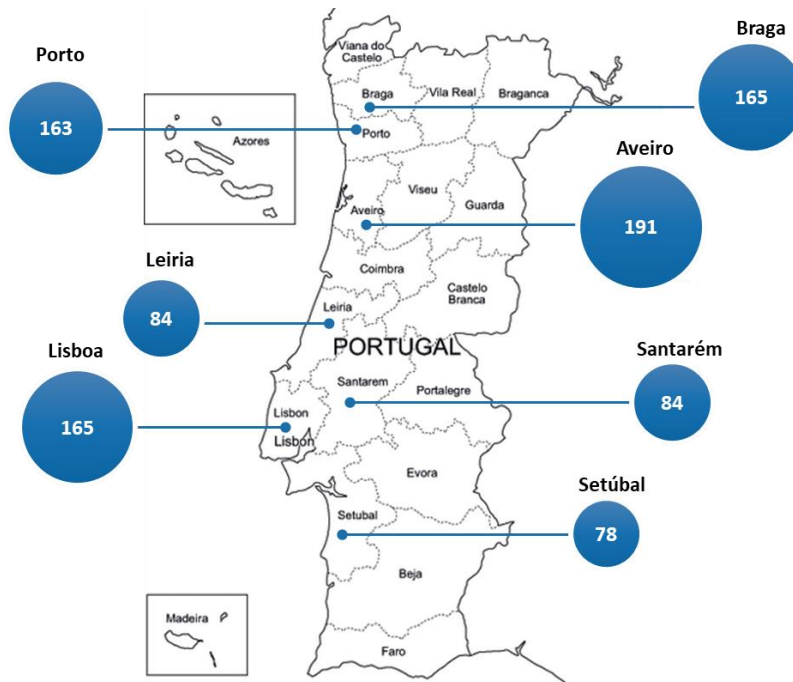 Porto
163
Braga
165
Aveiro
191
Leiria
84
Lisboa
165
Santarém
84
Setúbal
78
Viana do
Castelo
Braga
Vila Real
Braganca
Porto
Azores
Viseu
Guarda
Aveiro
Coimbra
Castelo
Branca
Leiria
PORTUGAL
Santarem
Portalegre
Lisbon
Lisbon
Evora
Setubal
Beja
Madeira
Faro